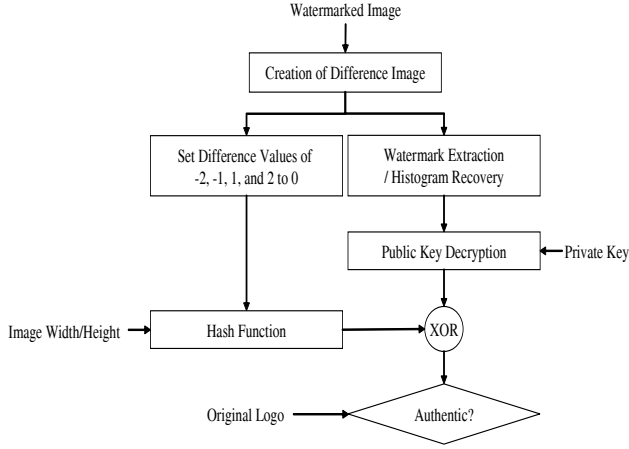 Watermarked Image
Creation of Difference Image
Set Difference Values of
-2, -1, 1, and 2 to 0
Watermark Extraction
/ Histogram Recovery
Public Key Decryption
Private Key
Image Width/Height
Hash Function
XOR
Original Logo
Authentic?